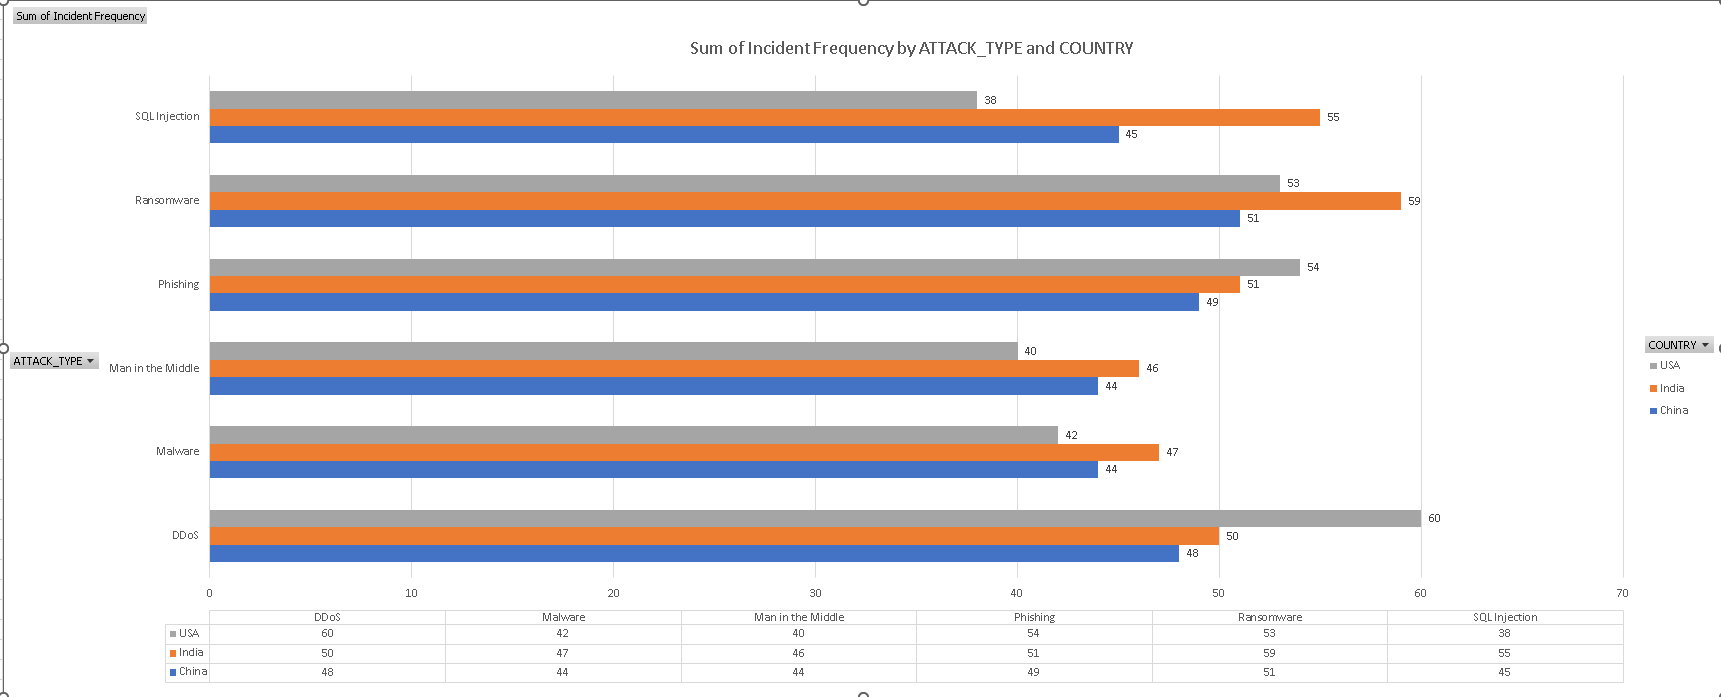 Sum of Incident Frequency
Sum of Incident Frequency by ATTACK_TYPE and COUNTRY
SQL Injection
38
55
45
Ransomware
53
59
51
Phishing
54
51
49
ATTACK_TYPE
Man in the Middle
40
46
44
Malware
42
47
44
DDoS
60
50
48
COUNTRY
USA
India
China
0 10 20 30 40 50 60 70
DDoS Malware Man in the Middle Phishing Ransomware SQL Injection
USA 60 42 40 54 53 38
India 50 47 46 51 59 55
China 48 44 44 49 51 45